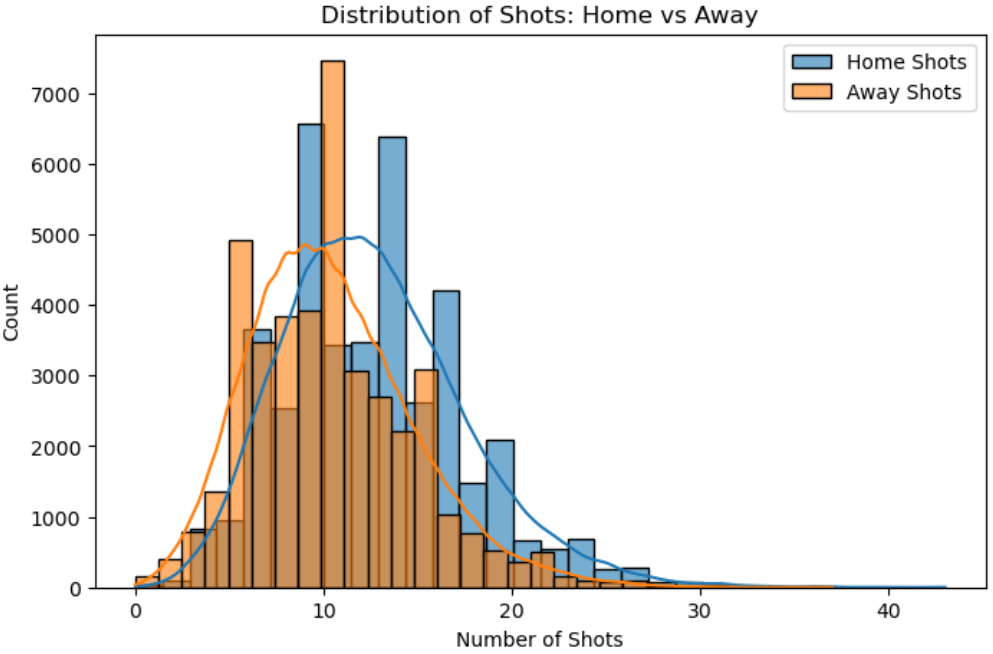 Distribution of Shots: Home vs Away
Home Shots
Away Shots
7000
6000
5000
4000
3000
2000
1000
0
Count
0 10 20 30 40
Number of Shots